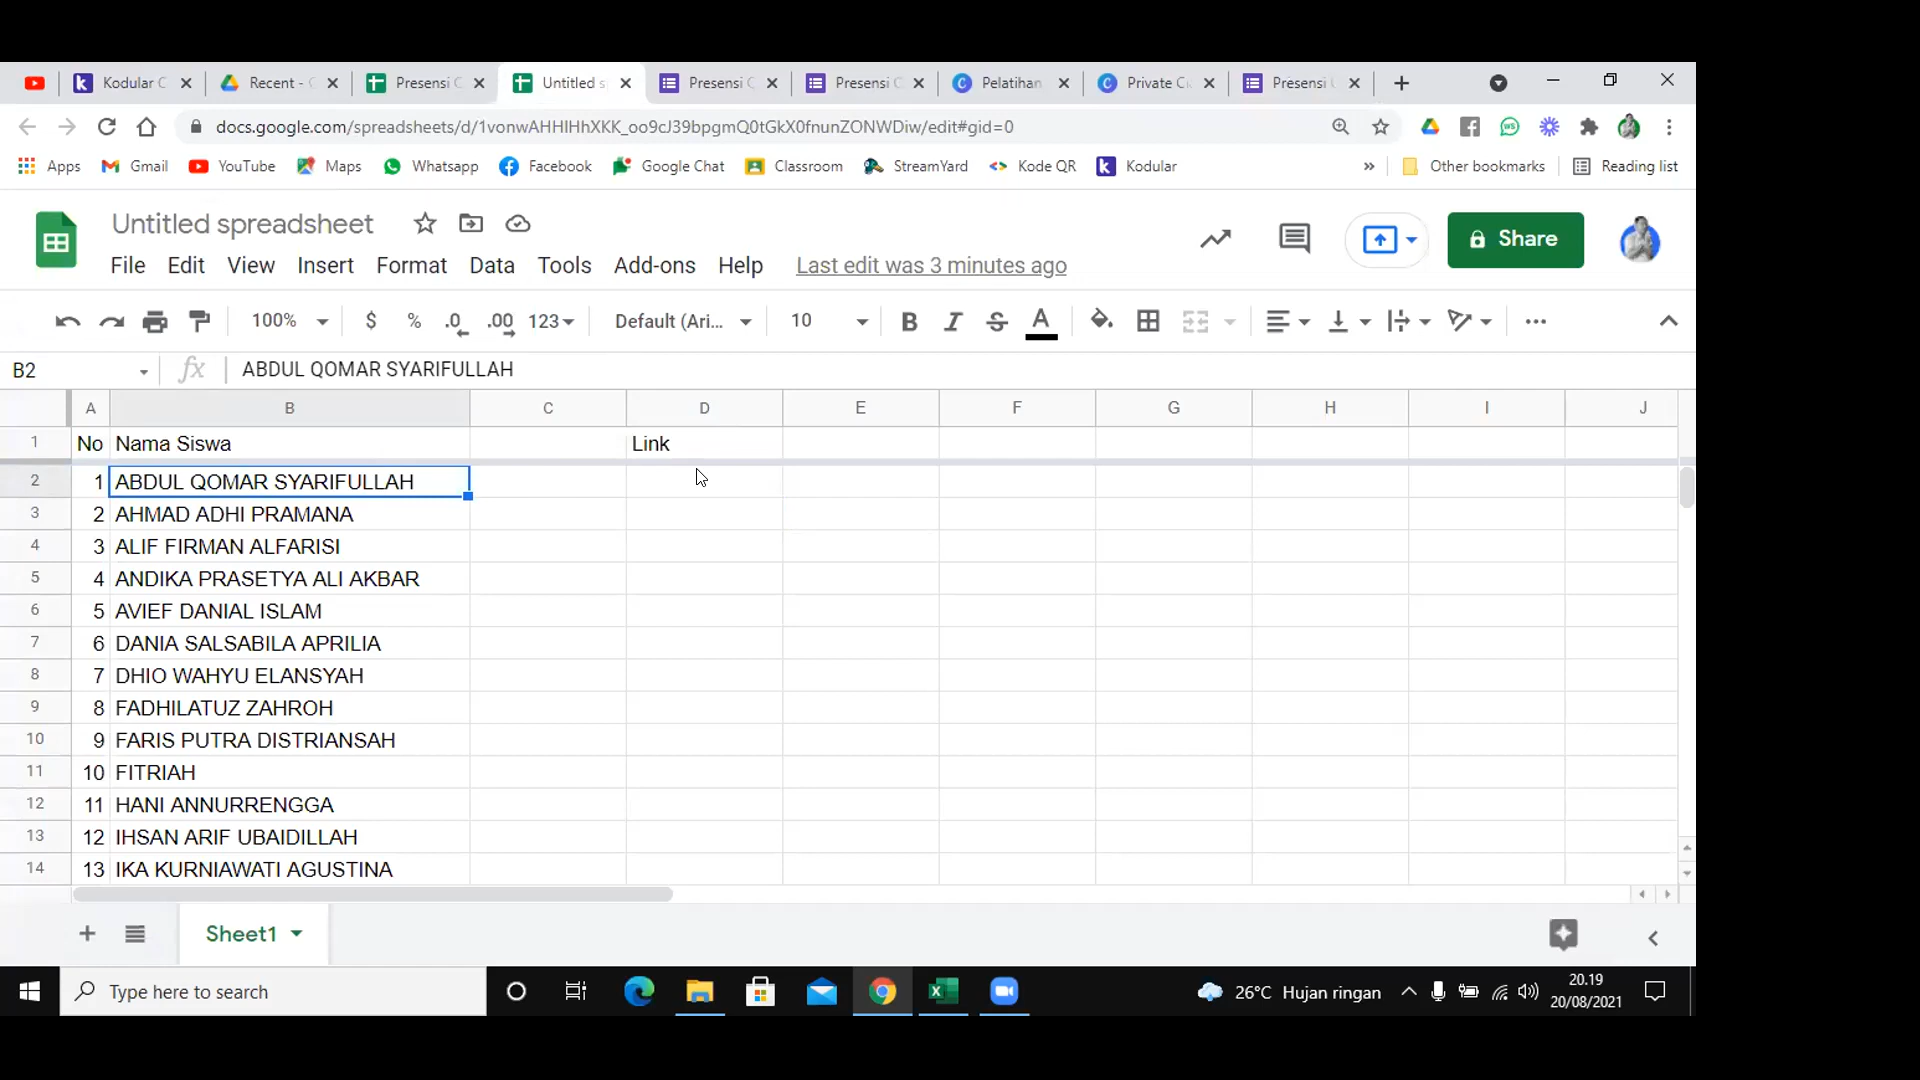 Kodular C
Recent - G
Presensi C
Untitled s
Presensi C
Presensi C
Pelatihan
Private Cl
Presensi U
docs.google.com/spreadsheets/d/1vonwAHHIHhXKK_oo9cJ39bpgmQ0tGkX0fnunZONWDiw/edit#gid=0
Apps
Gmail
YouTube
Maps
Whatsapp
Facebook
Google Chat
Classroom
StreamYard
Kode QR
Kodular
»
Other bookmarks
Reading list
Untitled spreadsheet
Share
File Edit View Insert Format Data Tools Add-ons Help Last edit was 3 minutes ago
100% $ % .0 .00 123 Default (Ari... 10 B I S A
B2 fx ABDUL QOMAR SYARIFULLAH
A B C D E F G H I J
1 No Nama Siswa Link
2 1 ABDUL QOMAR SYARIFULLAH
3 2 AHMAD ADHI PRAMANA
4 3 ALIF FIRMAN ALFARISI
5 4 ANDIKA PRASETYA ALI AKBAR
6 5 AVIEF DANIAL ISLAM
7 6 DANIA SALSABILA APRILIA
8 7 DHIO WAHYU ELANSYAH
9 8 FADHILATUZ ZAHROH
10 9 FARIS PUTRA DISTRIANSAH
11 10 FITRIAH
12 11 HANI ANNURRENGGA
13 12 IHSAN ARIF UBAIDILLAH
14 13 IKA KURNIAWATI AGUSTINA
Sheet1
Type here to search
26°C Hujan ringan
20.19
20/08/2021